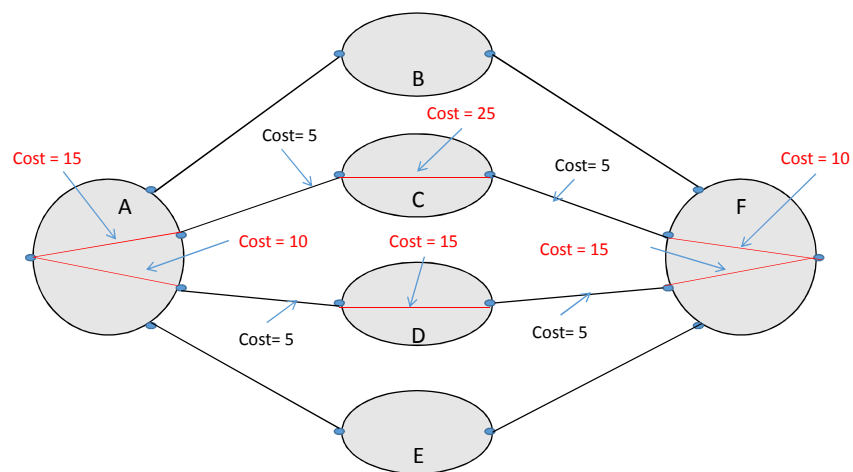 B
Cost = 25
Cost= 5
Cost = 15
Cost= 5
Cost = 10
A
C
F
Cost = 10
Cost = 15
Cost = 15
D
Cost= 5
Cost= 5
E